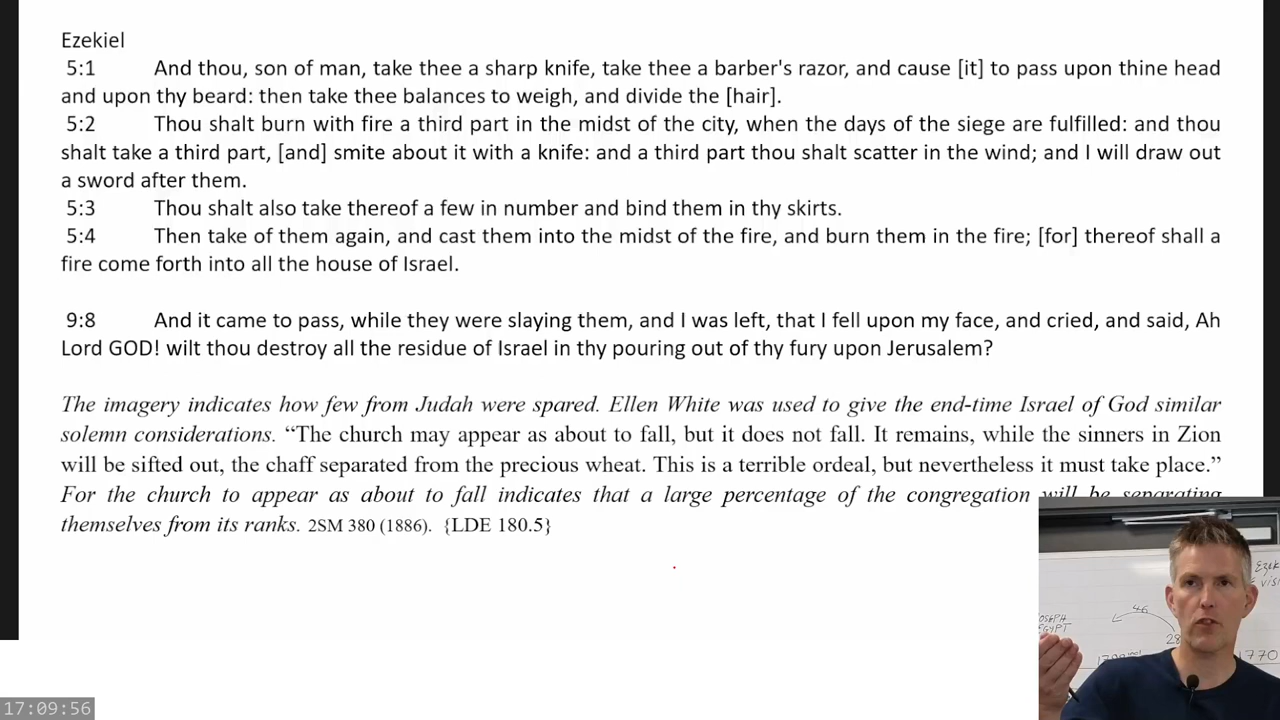 Ezekiel
5:1 And thou, son of man, take thee a sharp knife, take thee a barber's razor, and cause [it] to pass upon thine head
and upon thy beard: then take thee balances to weigh, and divide the [hair].
5:2 Thou shalt burn with fire a third part in the midst of the city, when the days of the siege are fulfilled: and thou
shalt take a third part, [and] smite about it with a knife: and a third part thou shalt scatter in the wind; and I will draw out
a sword after them.
5:3 Thou shalt also take thereof a few in number and bind them in thy skirts.
5:4 Then take of them again, and cast them into the midst of the fire, and burn them in the fire; [for] thereof shall a
fire come forth into all the house of Israel.
9:8 And it came to pass, while they were slaying them, and I was left, that I fell upon my face, and cried, and said, Ah
Lord GOD! wilt thou destroy all the residue of Israel in thy pouring out of thy fury upon Jerusalem?
The imagery indicates how few from Judah were spared. Ellen White was used to give the end-time Israel of God similar
solemn considerations. “The church may appear as about to fall, but it does not fall. It remains, while the sinners in Zion
will be sifted out, the chaff separated from the precious wheat. This is a terrible ordeal, but nevertheless it must take place.”
For the church to appear as about to fall indicates that a large percentage of the congregation will be separating
themselves from its ranks. 2SM 380 (1886). {LDE 180.5}
46
EGYPT
28
1770
17:09:56